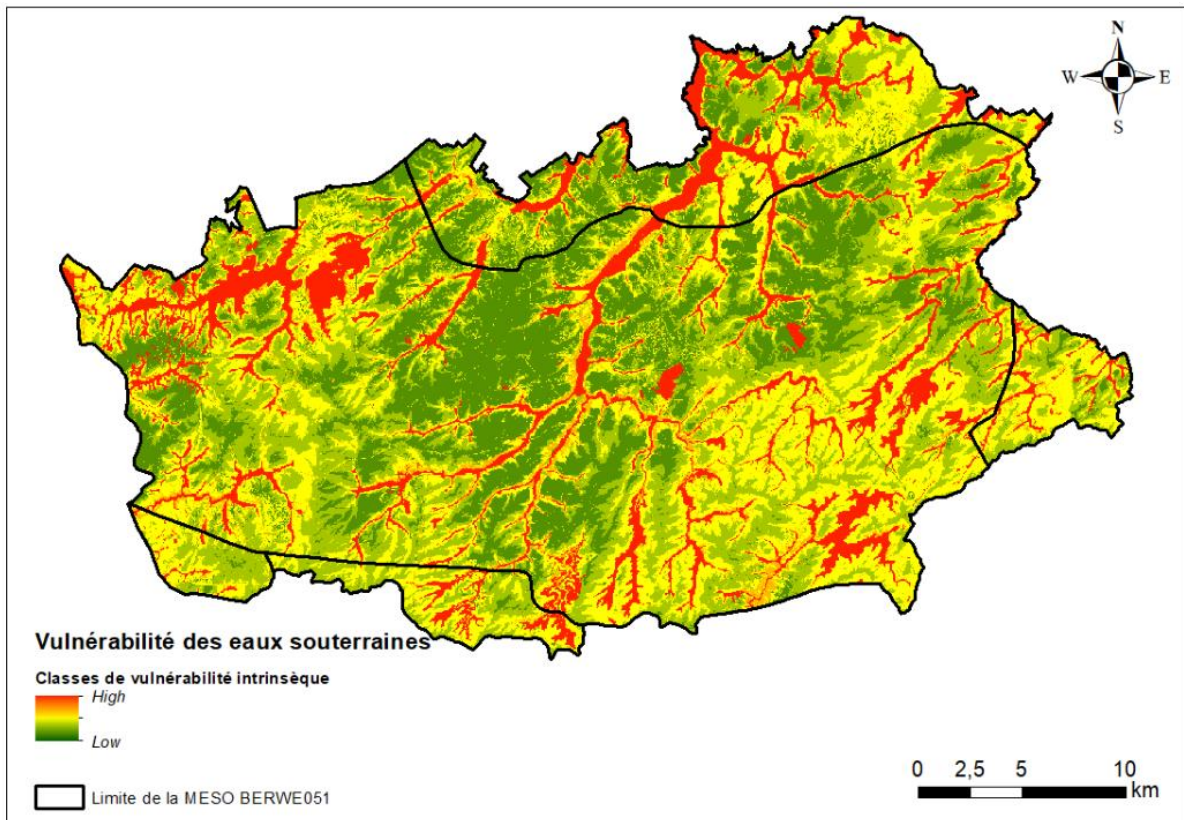 N
W E
S
Vulnérabilité des eaux souterraines
Classes de vulnérabilité intrinsèque
High
Low
Limite de la MESO BERWE051
0 2,5 5 10
km